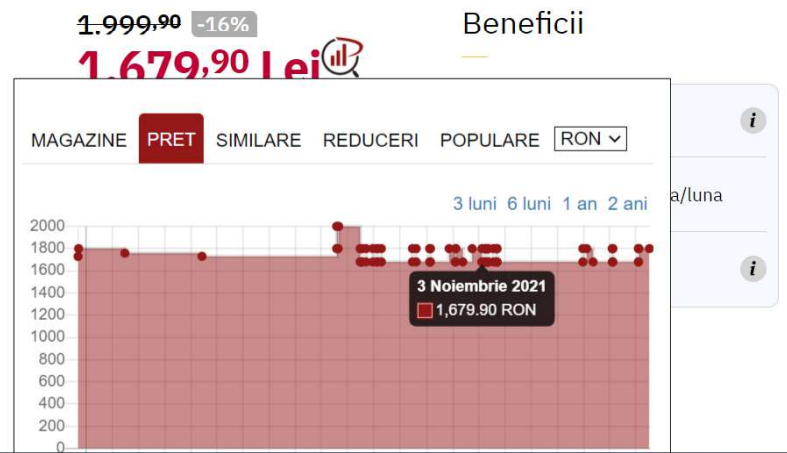 1.999,90 -16%
1.679,90 Lei
Beneficii
MAGAZINE PRET SIMILARE REDUCERI POPULARE RON
i
a/luna
3 luni 6 luni 1 an 2 ani
2000
1800
1600
1400
1200
1000
800
600
400
200
0
3 Noiembrie 2021
1,679.90 RON
i